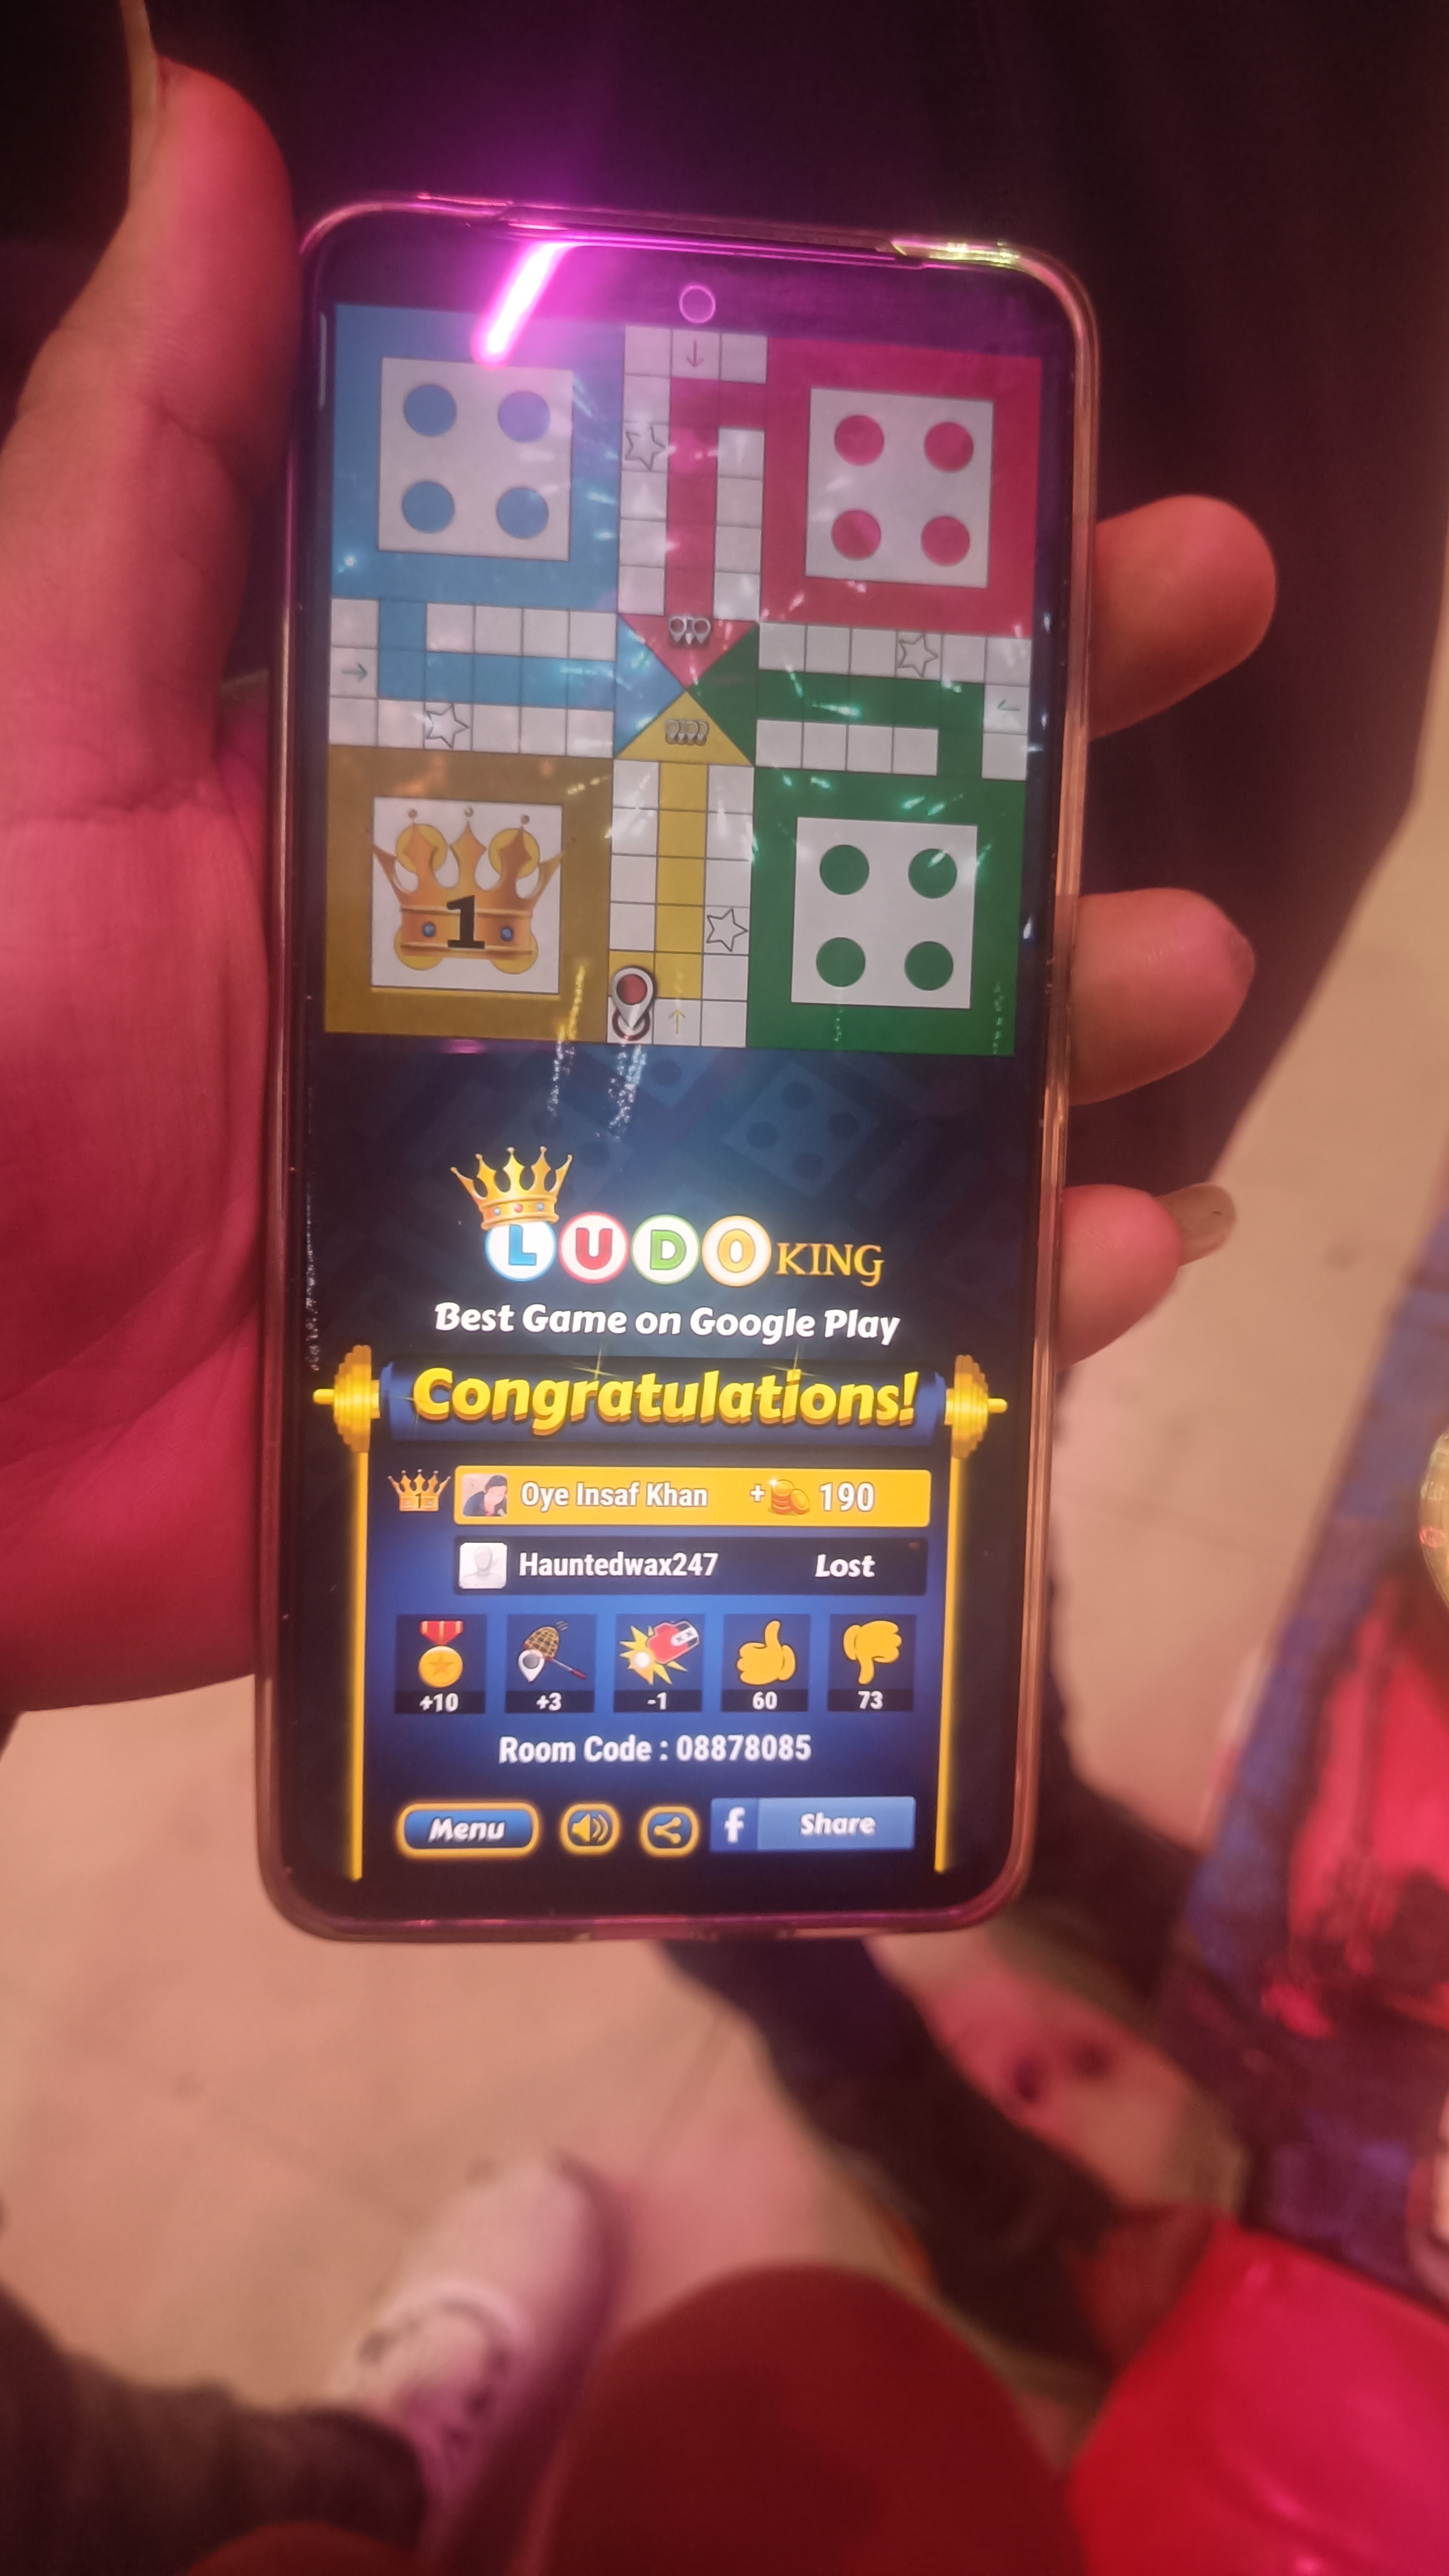 1
LUDO KING
Best Game on Google Play
Congratulations!
1 Oye Insaf Khan + 190
Hauntedwax247 Lost
+10 +3 -1 60 73
Room Code : 08878085
Menu f Share